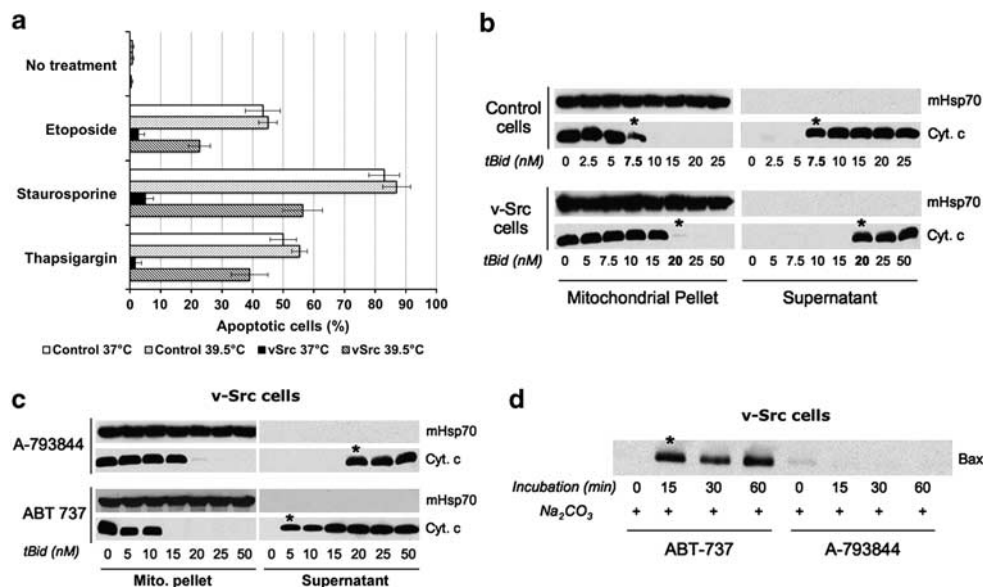 a
No treatment
Etoposide
Staurosporine
Thapsigargin
0 10 20 30 40 50 60 70 80 90 100
Apoptotic cells (%)
Control 37°C Control 39.5°C vSrc 37°C vSrc 39.5°C
b
Control cells
mHsp70
* *
Cyt. c
tBid (nM) 0 2.5 5 7.5 10 15 20 25 0 2.5 5 7.5 10 15 20 25
v-Src cells
mHsp70
* *
Cyt. c
tBid (nM) 0 5 7.5 10 15 20 25 50 0 5 7.5 10 15 20 25 50
Mitochondrial Pellet Supernatant
c
v-Src cells
A-793844
mHsp70
*
Cyt. c
ABT 737
mHsp70
*
Cyt. c
tBid (nM) 0 5 10 15 20 25 50 0 5 10 15 20 25 50
Mito. pellet Supernatant
d
v-Src cells
*
Bax
Incubation (min) 0 15 30 60 0 15 30 60
Na₂CO₃ + + + + + + + +
ABT-737 A-793844